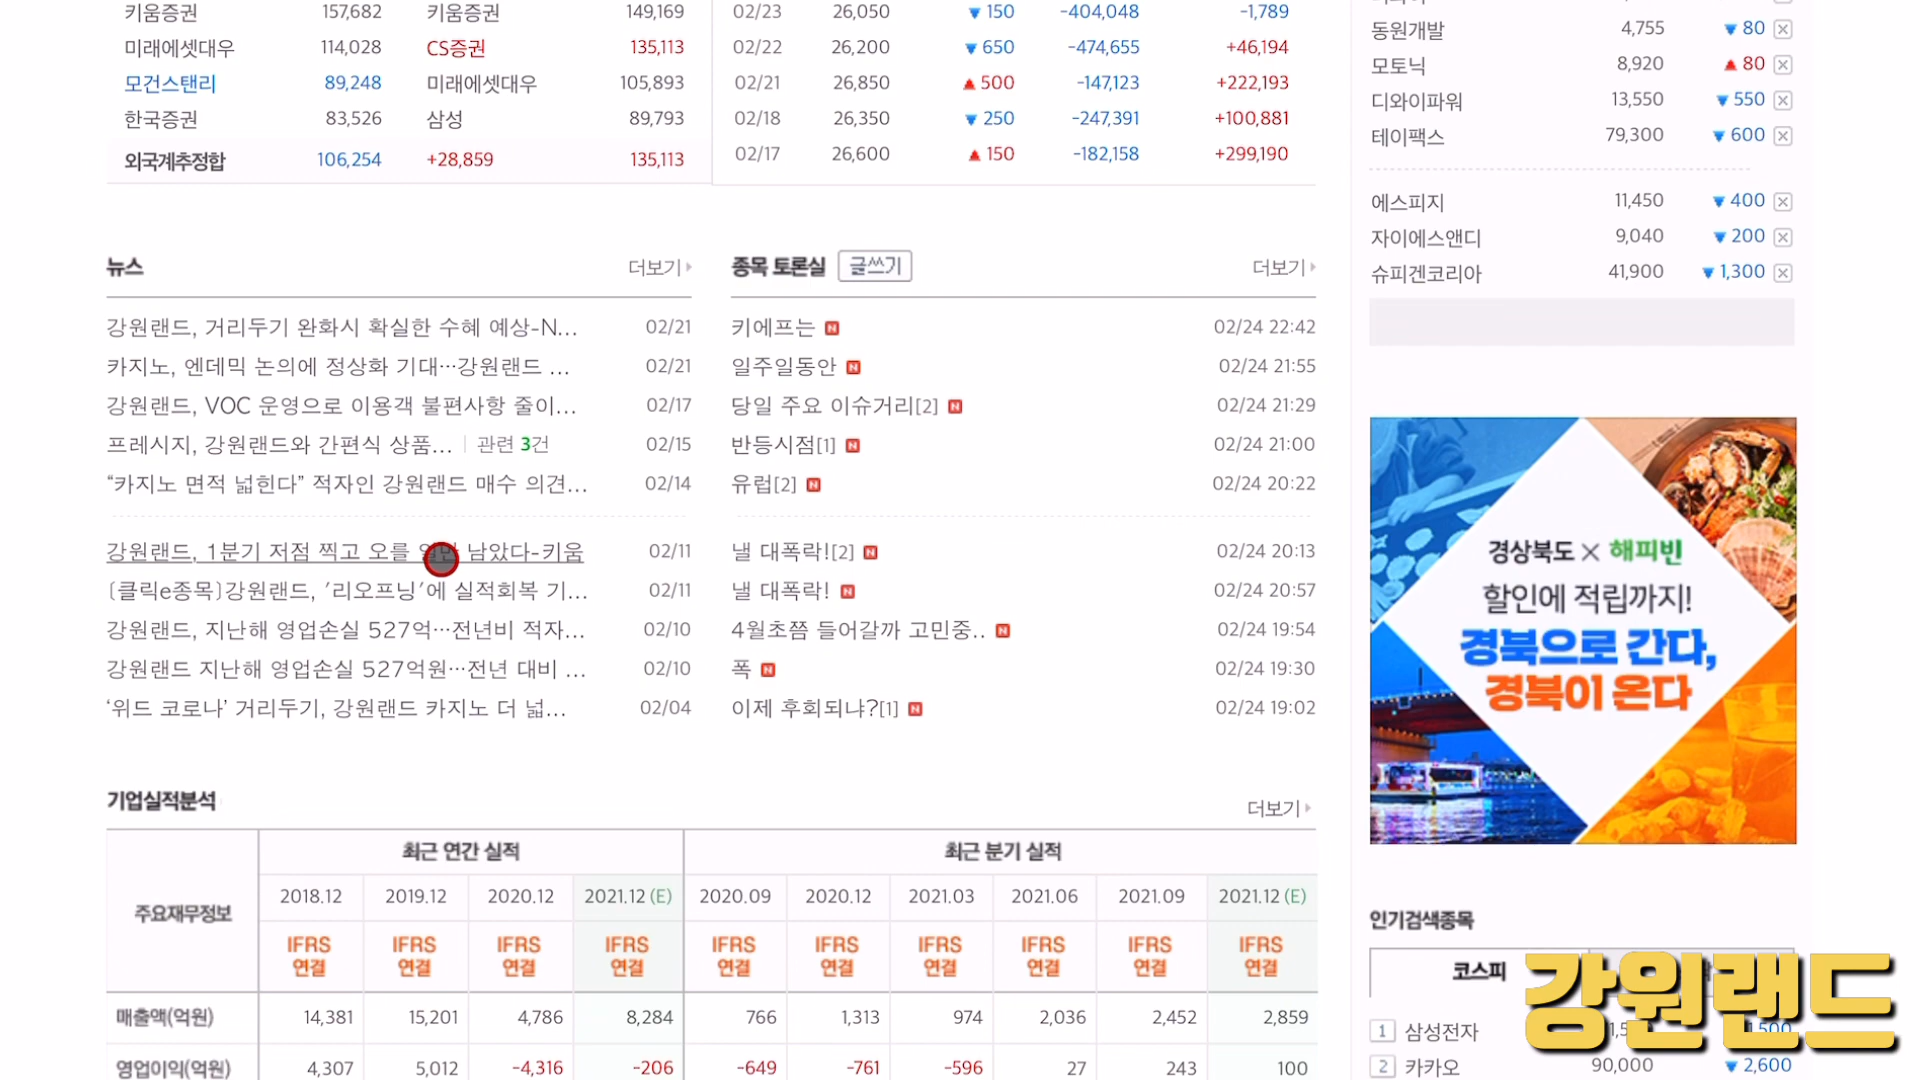 키움증권 157,682 키움증권 149,169
미래에셋대우 114,028 CS증권 135,113
모건스탠리 89,248 미래에셋대우 105,893
한국증권 83,526 삼성 89,793
외국계추정합 106,254 +28,859 135,113
02/23 26,050 ▼ 150 -404,048 -1,789
02/22 26,200 ▼ 650 -474,655 +46,194
02/21 26,850 ▲ 500 -147,123 +222,193
02/18 26,350 ▼ 250 -247,391 +100,881
02/17 26,600 ▲ 150 -182,158 +299,190
뉴스 더보기
강원랜드, 거리두기 완화시 확실한 수혜 예상-N... 02/21
카지노, 엔데믹 논의에 정상화 기대…강원랜드 ... 02/21
강원랜드, VOC 운영으로 이용객 불편사항 줄이... 02/17
프레시지, 강원랜드와 간편식 상품... 관련 3건 02/15
“카지노 면적 넓힌다” 적자인 강원랜드 매수 의견... 02/14
강원랜드, 1분기 저점 찍고 오를 남았다-키움 02/11
[클릭e종목]강원랜드, '리오프닝'에 실적회복 기... 02/11
강원랜드, 지난해 영업손실 527억…전년비 적자... 02/10
강원랜드 지난해 영업손실 527억원…전년 대비 ... 02/10
‘위드 코로나’ 거리두기, 강원랜드 카지노 더 넓... 02/04
종목 토론실 글쓰기 더보기
키에프는 N 02/24 22:42
일주일동안 N 02/24 21:55
당일 주요 이슈거리[2] N 02/24 21:29
반등시점[1] N 02/24 21:00
유럽[2] N 02/24 20:22
낼 대폭락![2] N 02/24 20:13
낼 대폭락! N 02/24 20:57
4월초쯤 들어갈까 고민중.. N 02/24 19:54
폭 N 02/24 19:30
이제 후회되냐?[1] N 02/24 19:02
기업실적분석 더보기
주요재무정보 최근 연간 실적 최근 분기 실적
2018.12 2019.12 2020.12 2021.12 (E) 2020.09 2020.12 2021.03 2021.06 2021.09 2021.12 (E)
IFRS IFRS IFRS IFRS IFRS IFRS IFRS IFRS IFRS IFRS
연결 연결 연결 연결 연결 연결 연결 연결 연결 연결
매출액(억원) 14,381 15,201 4,786 8,284 766 1,313 974 2,036 2,452 2,859
영업이익(억원) 4,307 5,012 -4,316 -206 -649 -761 -596 27 243 100
동원개발 4,755 ▼ 80
모토닉 8,920 ▲ 80
디와이파워 13,550 ▼ 550
테이팩스 79,300 ▼ 600
에스피지 11,450 ▼ 400
자이에스앤디 9,040 ▼ 200
슈피겐코리아 41,900 ▼ 1,300
경상북도 × 해피빈
할인에 적립까지!
경북으로 간다,
경북이 온다
인기검색종목
코스피
1 삼성전자
2 카카오 90,000 ▼ 2,600
강원랜드